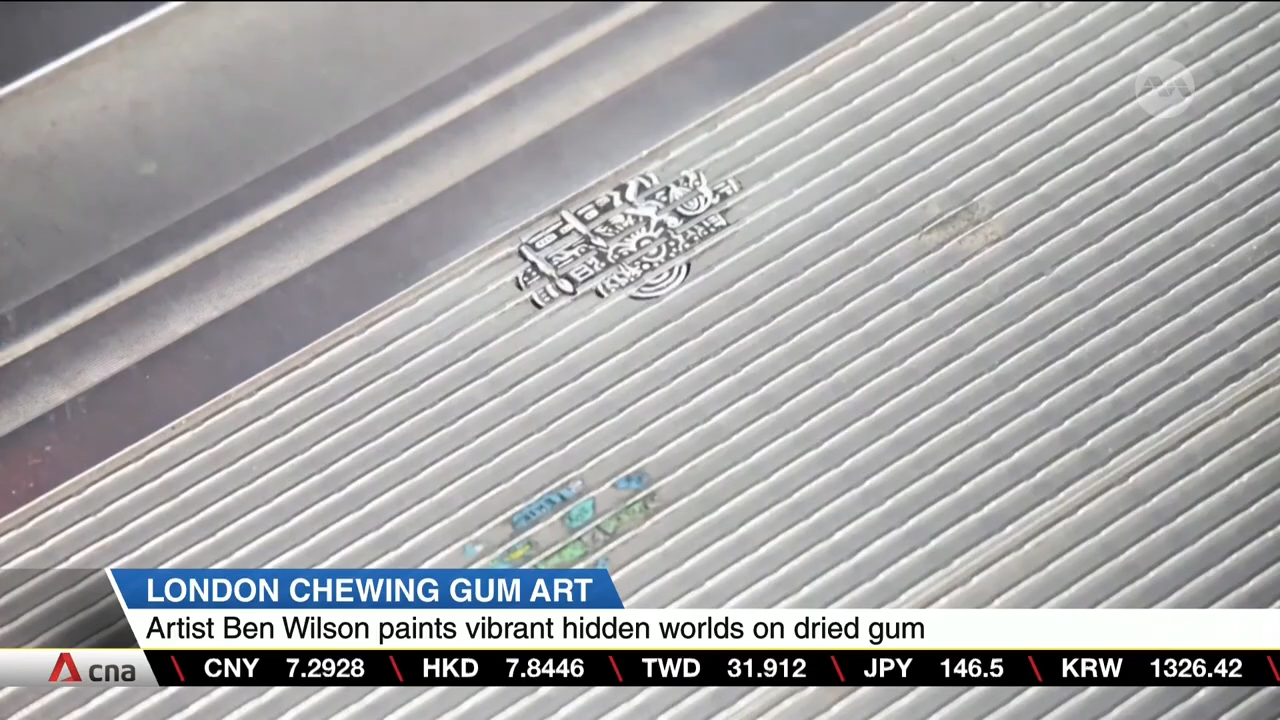 LONDON CHEWING GUM ART
Artist Ben Wilson paints vibrant hidden worlds on dried gum
cna \ CNY 7.2928 \ HKD 7.8446 \ TWD 31.912 \ JPY 146.5 \ KRW 1326.42 \